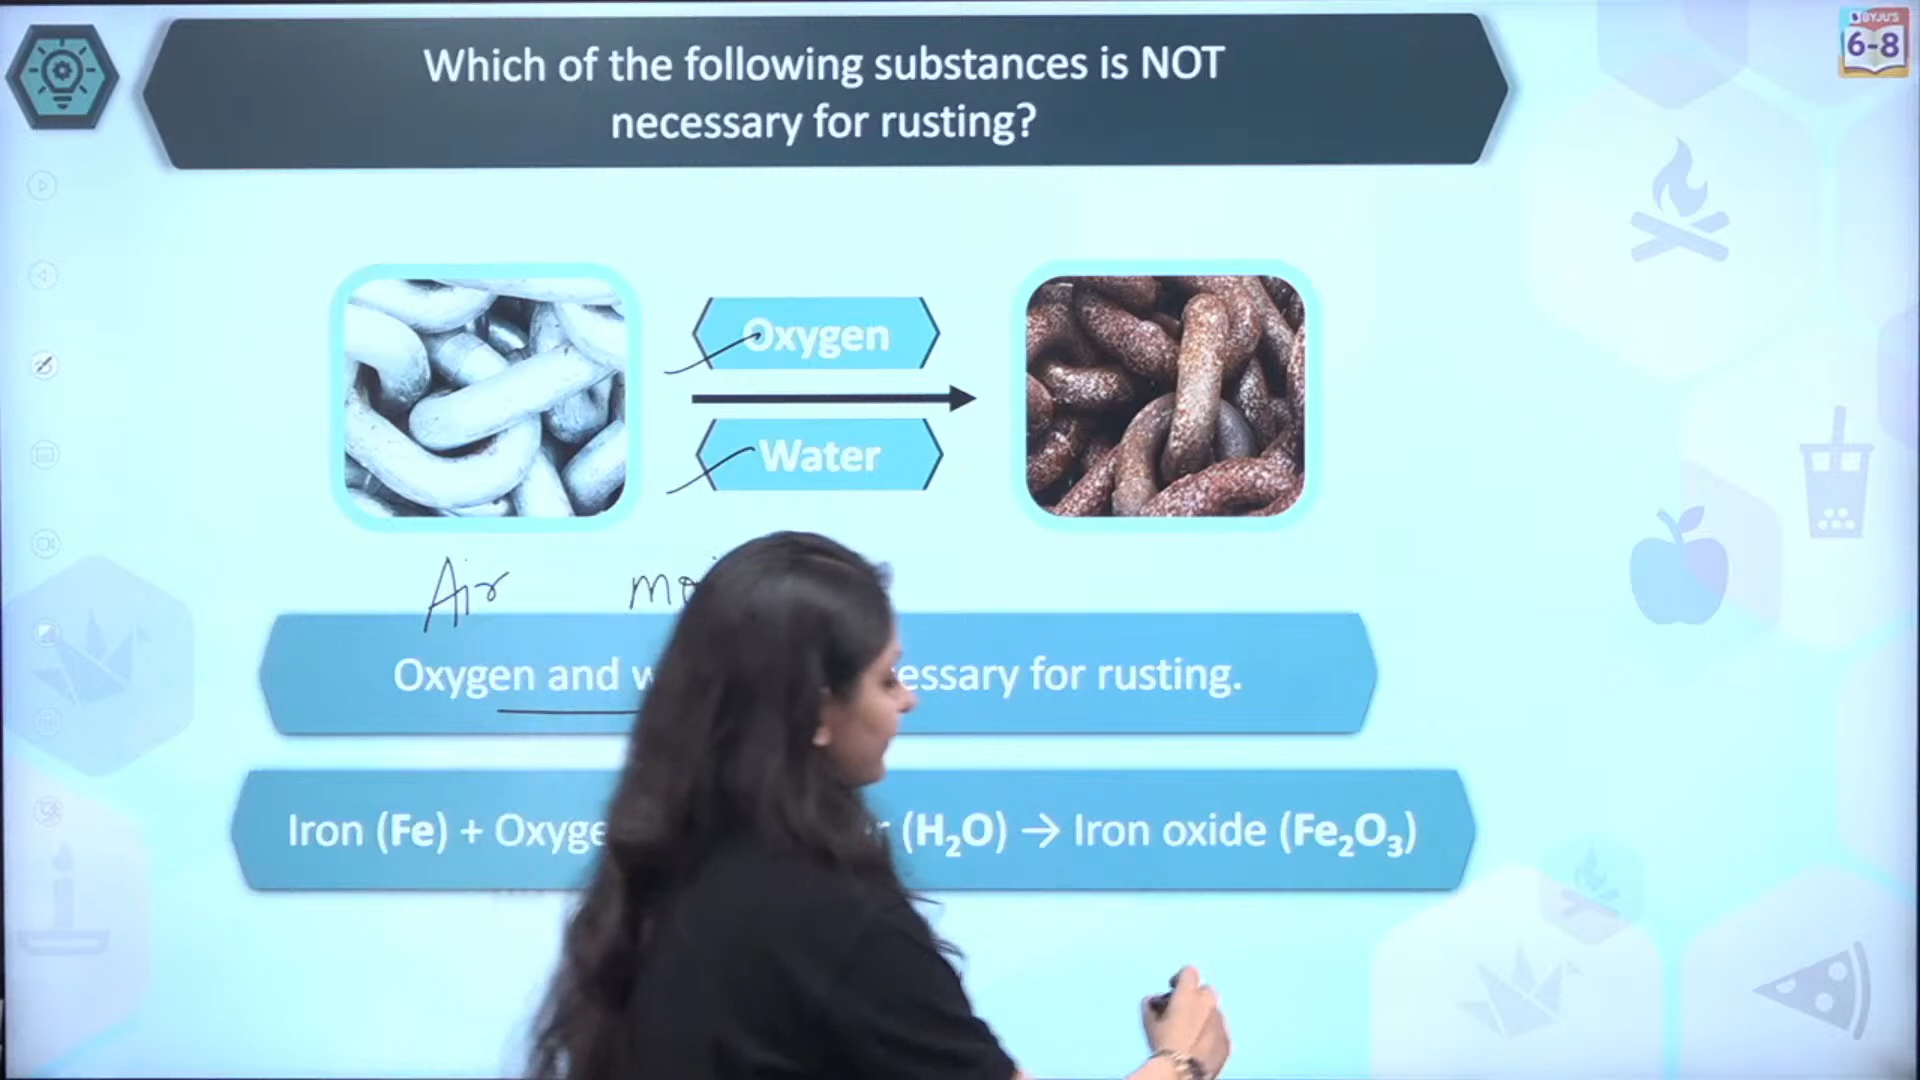 BYJU'S
6-8
Which of the following substances is NOT
necessary for rusting?
Oxygen
Water
Air
Oxygen and essary for rusting.
Iron (Fe) + Oxyge (H₂O) → Iron oxide (Fe₂O₃)